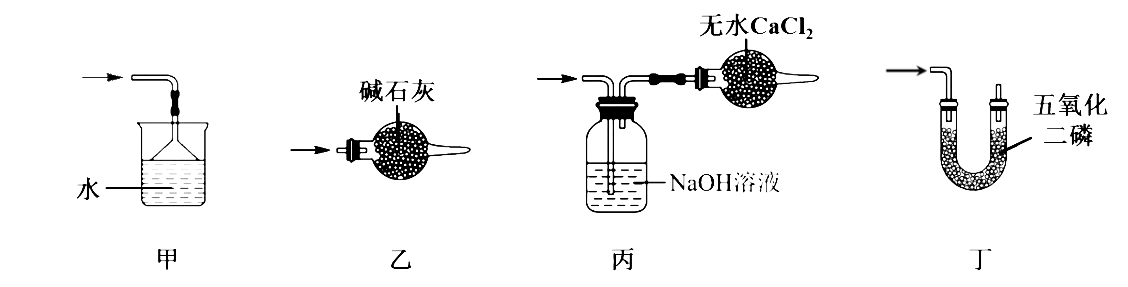 无水CaCl₂
碱石灰
五氧化
二磷
水
NaOH溶液
甲
乙
丙
丁